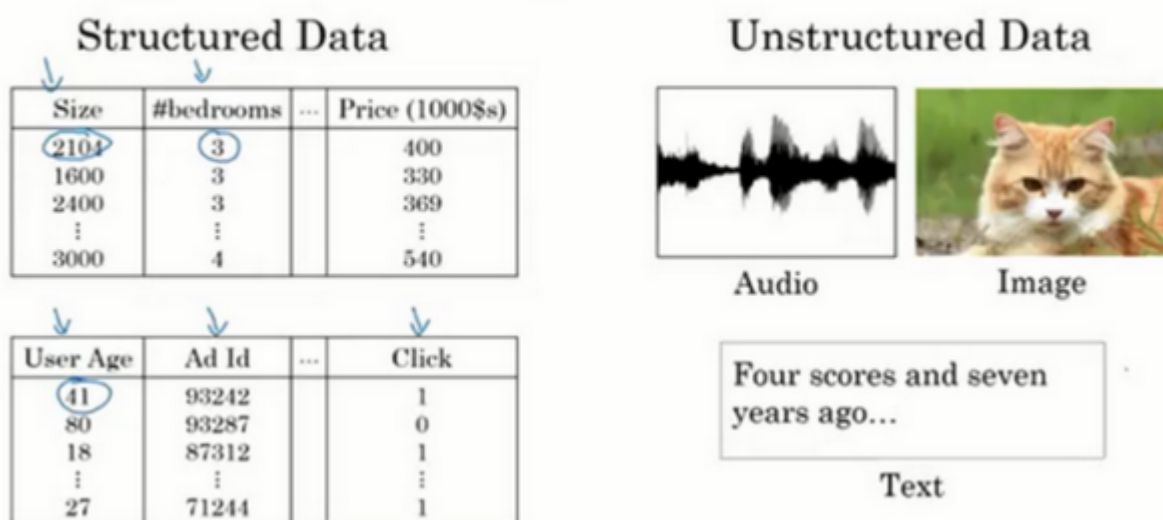 Structured Data
Size #bedrooms ... Price (1000$s)
2104 3 400
1600 3 330
2400 3 369
⋮ ⋮ ⋮
3000 4 540
User Age Ad Id ... Click
41 93242 1
80 93287 0
18 87312 1
⋮ ⋮ ⋮
27 71244 1
Unstructured Data
Audio Image
Four scores and seven
years ago...
Text